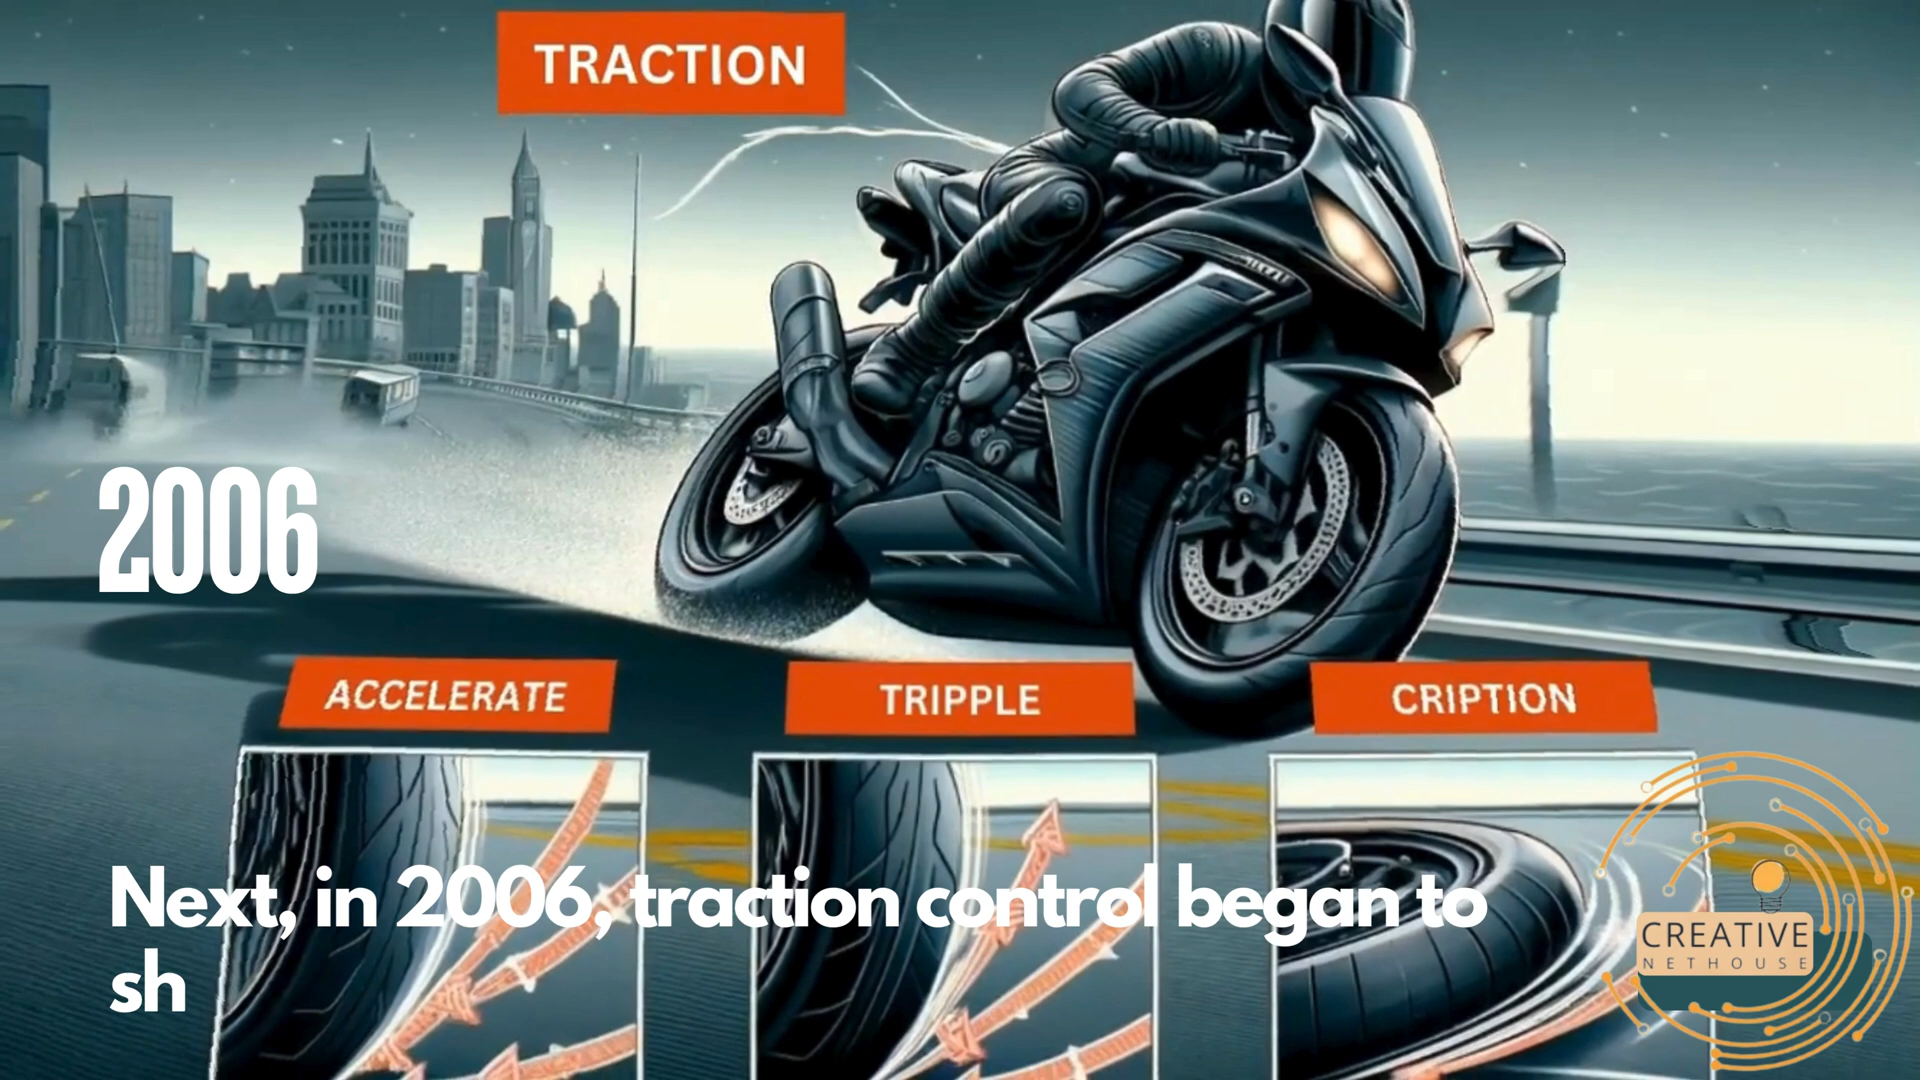 TRACTION
2006
ACCELERATE
TRIPPLE
CRIPTION
Next, in 2006, traction control began to
sh
CREATIVE
NETHOUSE